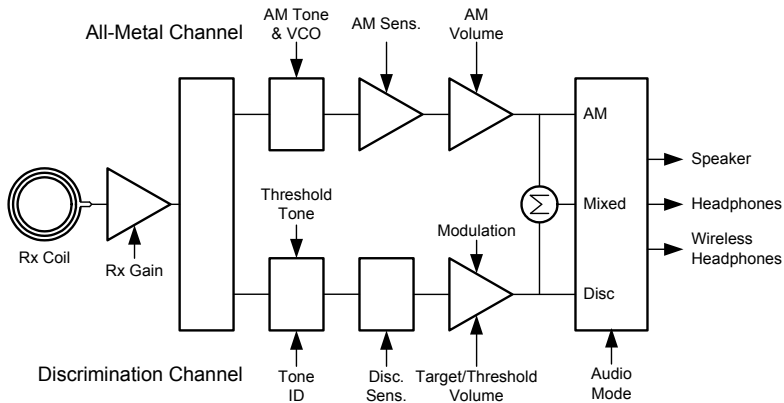 All-Metal Channel
AM Tone
& VCO
AM Sens.
AM
Volume
AM
Speaker
Threshold
Tone
Σ
Mixed
Headphones
Rx Coil
Rx Gain
Modulation
Wireless
Headphones
Disc
Discrimination Channel
Tone
ID
Disc.
Sens.
Target/Threshold
Volume
Audio
Mode